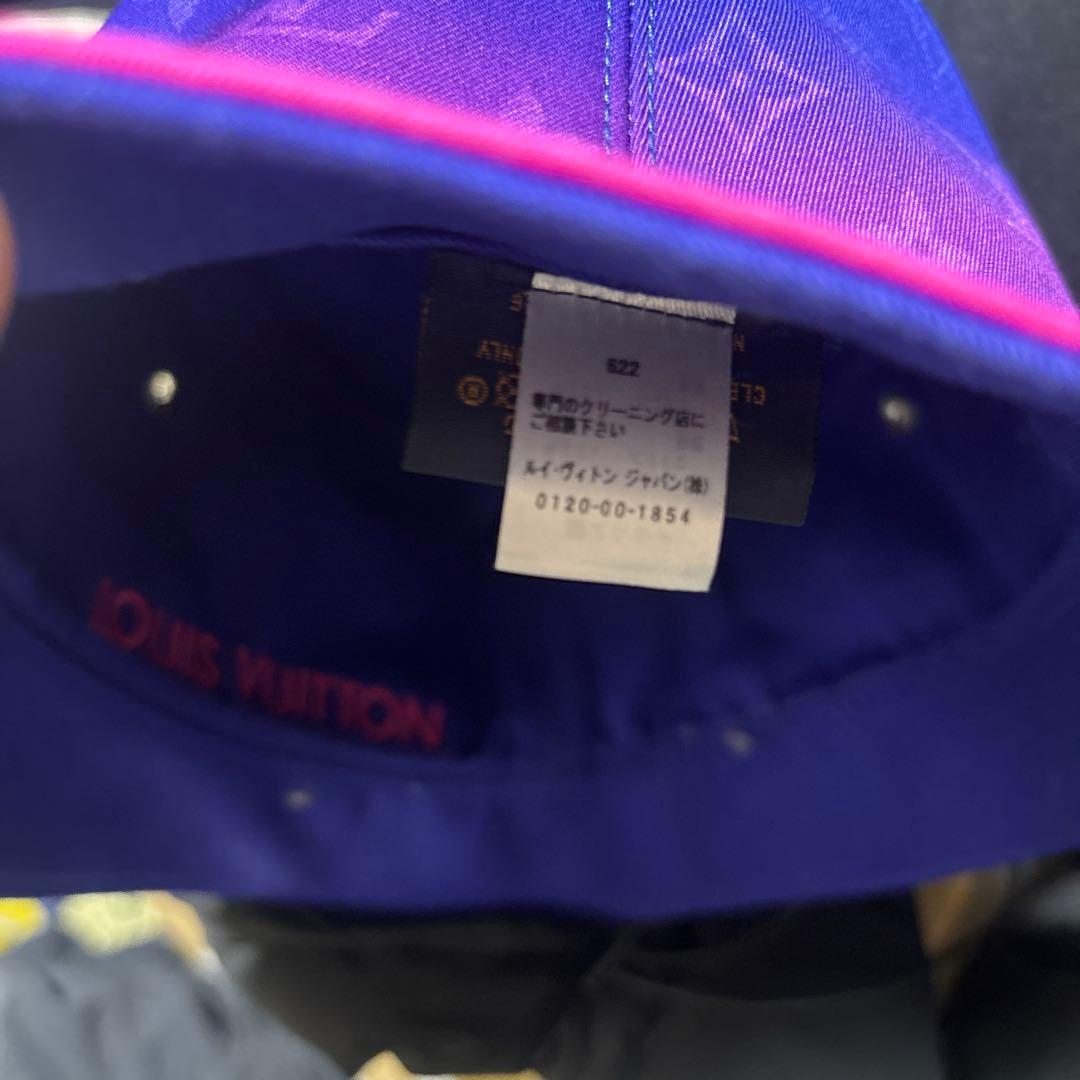 622
専門のクリーニング店に
ご相談下さい
ルイ·ヴィトン ジャパン(株)
0120-00-1854
ONLY
LOUIS VUITTON